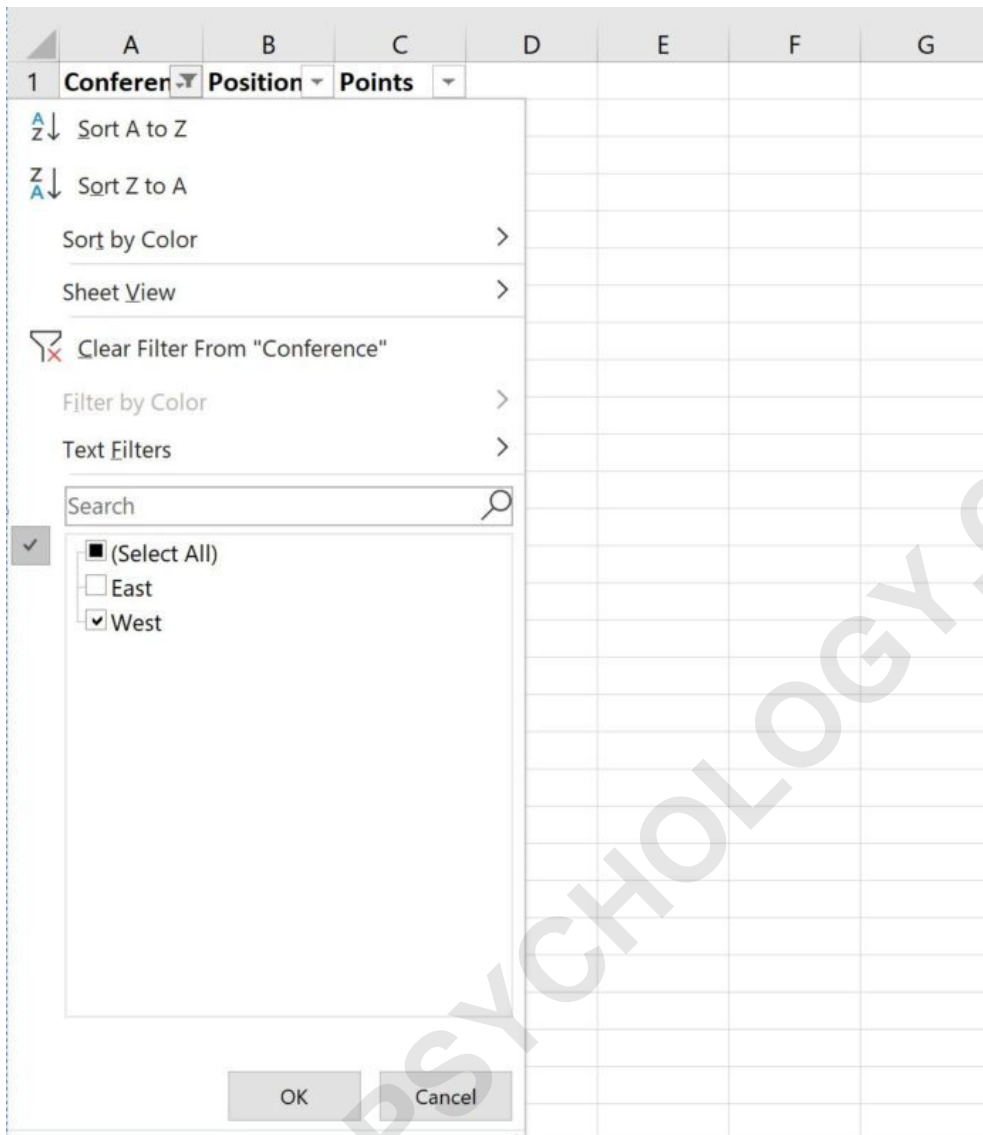 A B C D E F G
1 Conferen Position Points
Sort A to Z
Sort Z to A
Sort by Color
Sheet View
Clear Filter From "Conference"
Filter by Color
Text Filters
Search
(Select All)
East
West
OK Cancel
PSYCHOLOGY.